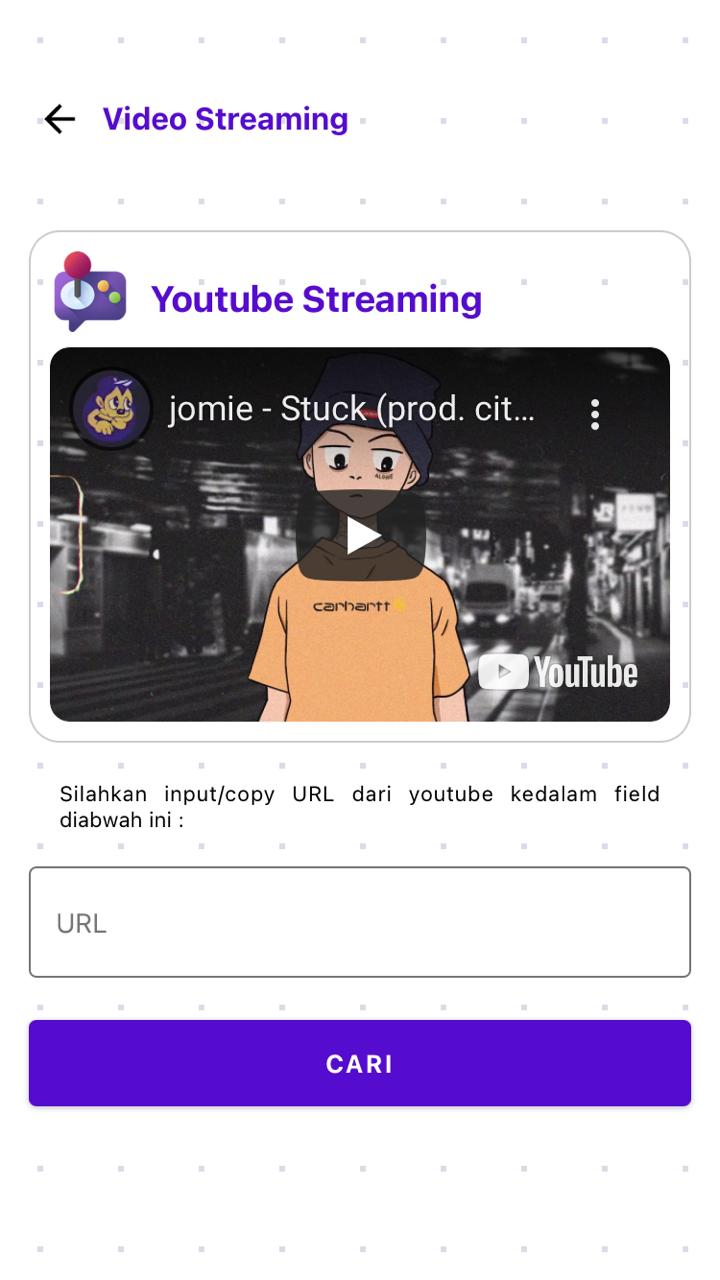 Video Streaming
Youtube Streaming
jomie - Stuck (prod. cit...
ALONE
carhartt
YouTube
Silahkan input/copy URL dari youtube kedalam field
diabwah ini :
URL
CARI